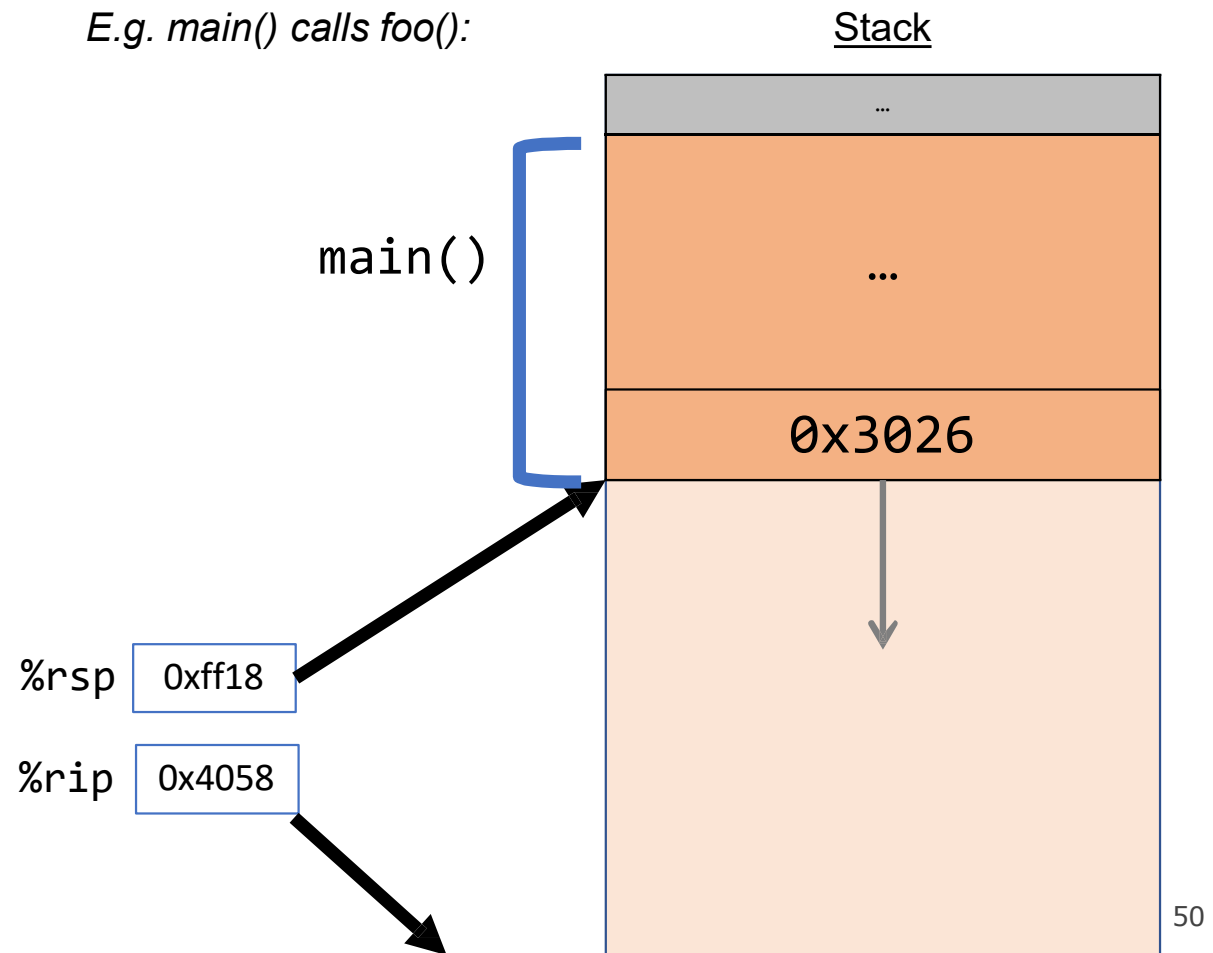 E.g. main() calls foo():
Stack
…
main()
…
0x3026
%rsp 0xff18
%rip 0x4058
50